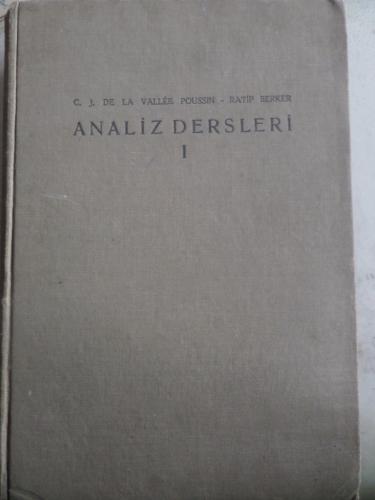 C. J. DE LA VALLÉE POUSSIN - RATİP BERKER
ANALİZ DERSLERİ
I